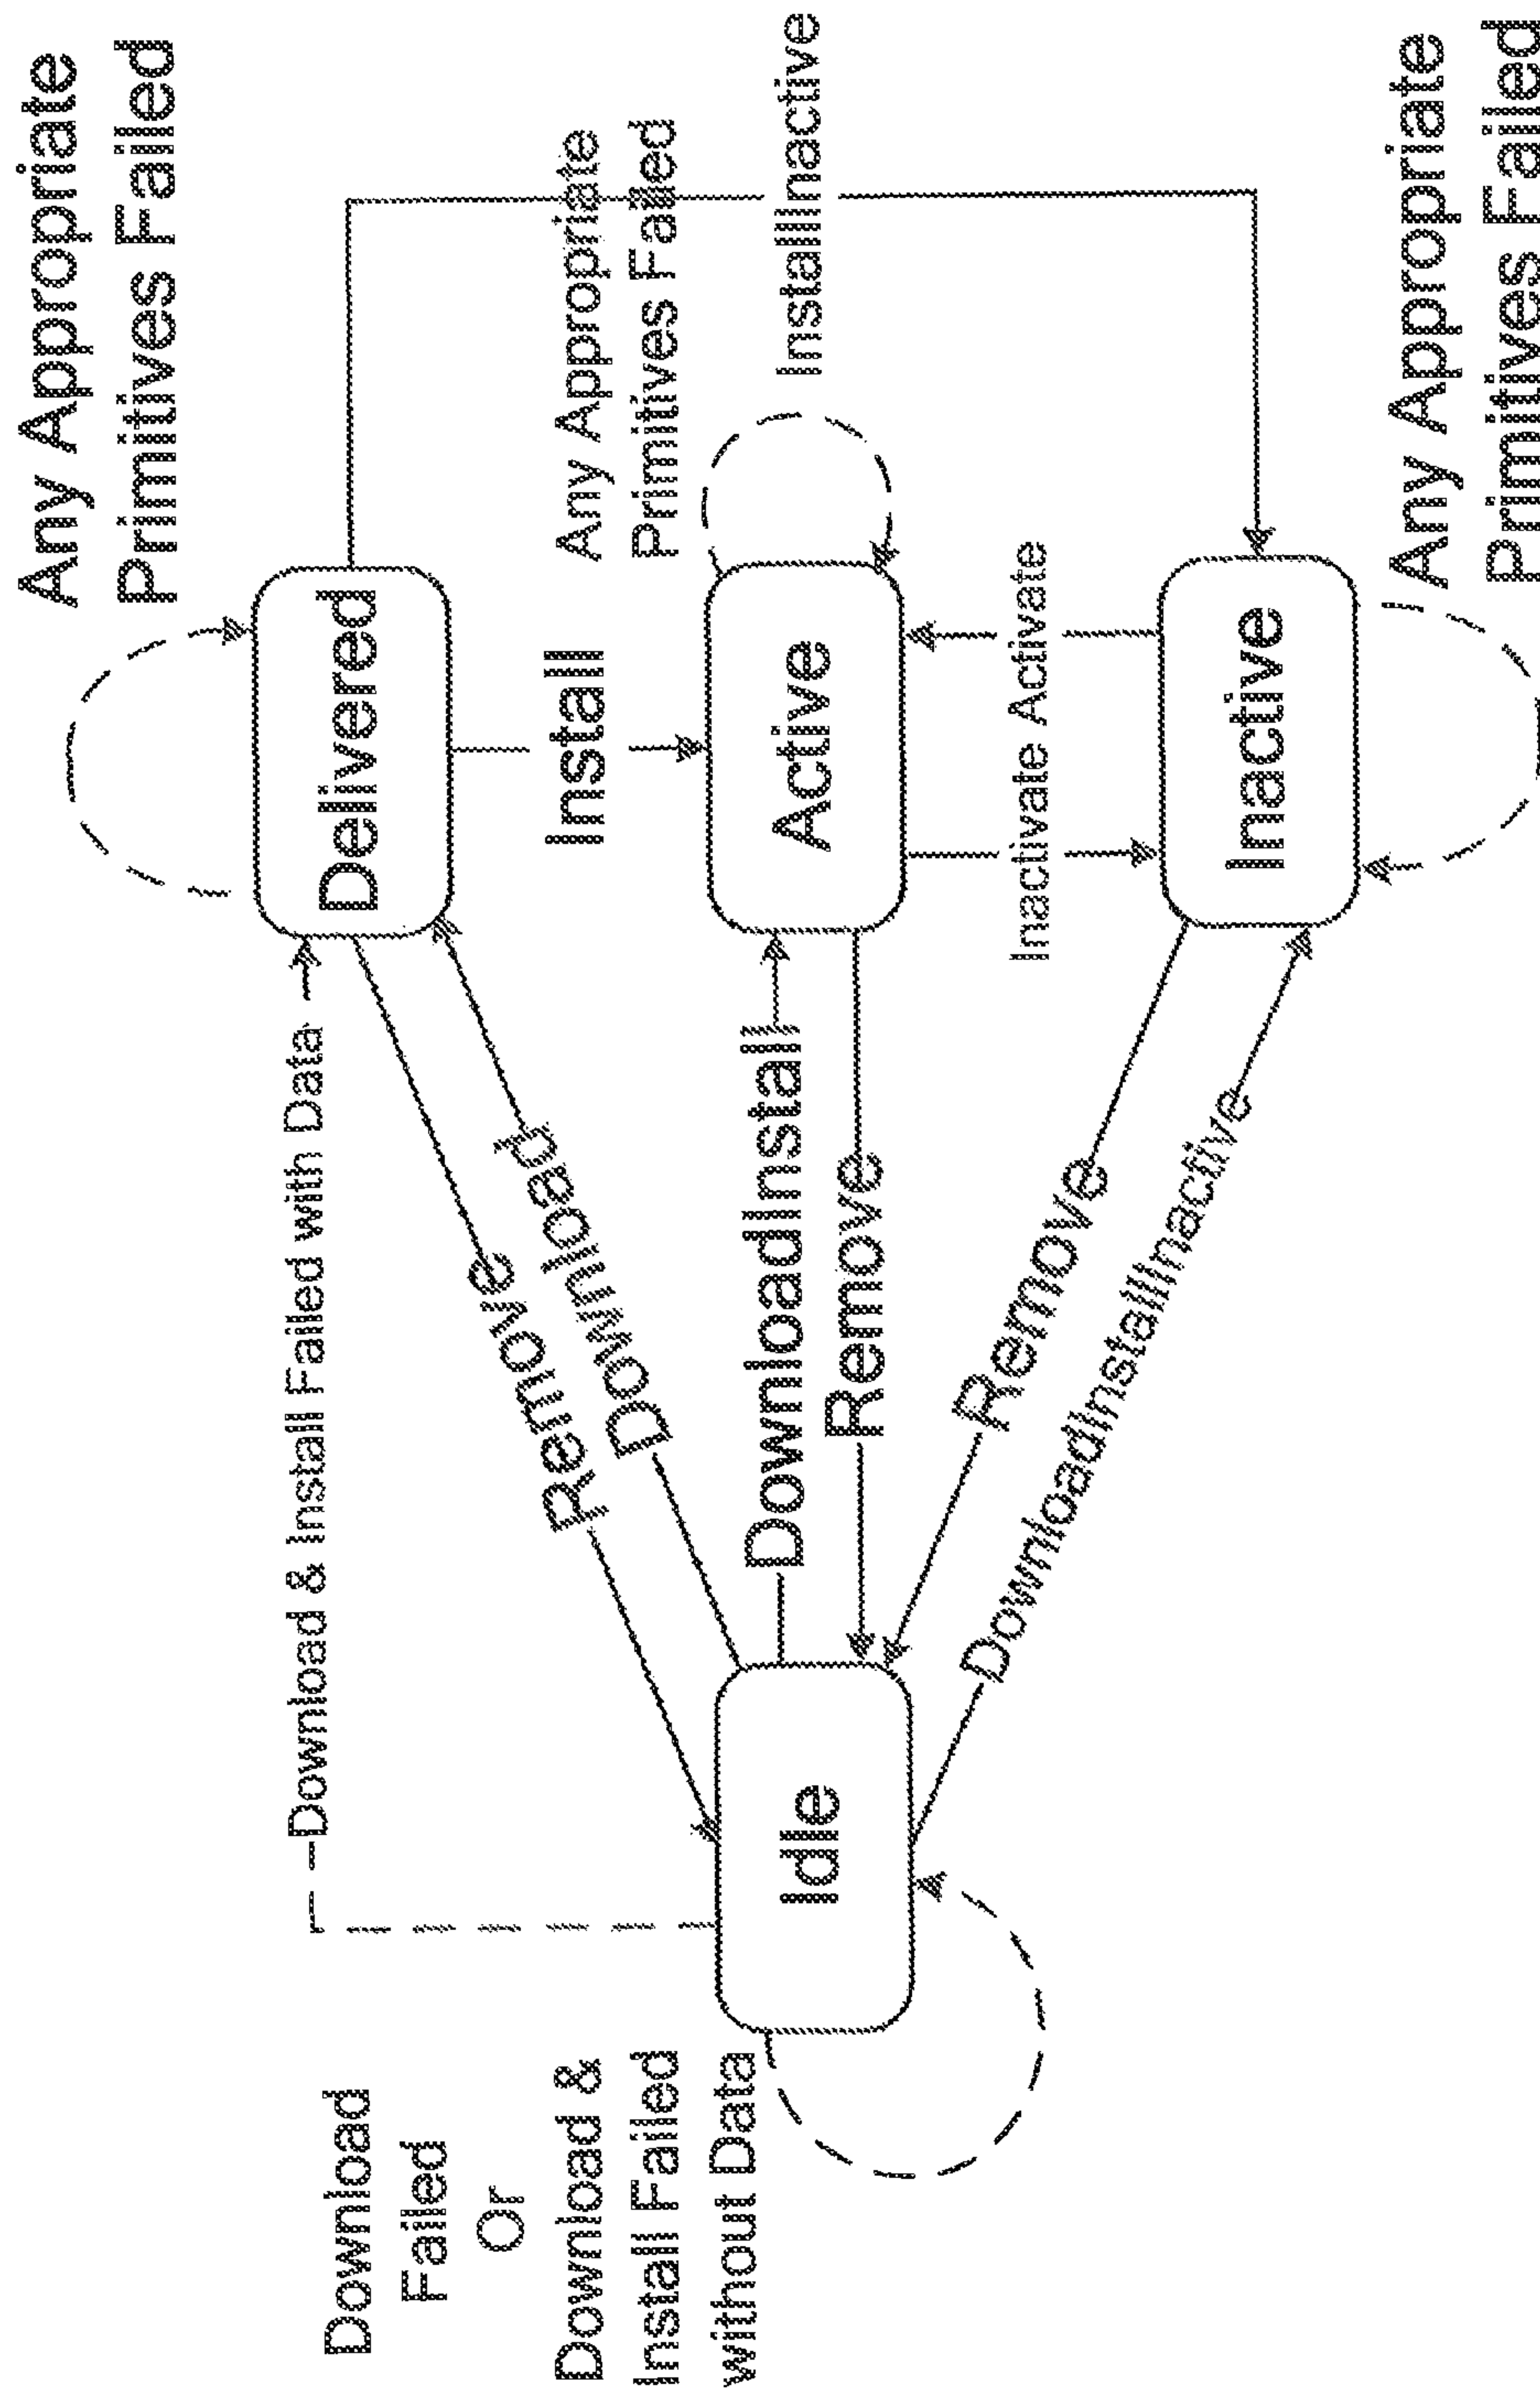 Any Appropriate
Primitives Failed
Download & Install Failed with Data
Delivered
Remove
Download
Install
Any Appropriate
Primitives Failed
InstallInactive
Download
Failed
Or
Download &
Install Failed
without Data
Idle
DownloadInstall
Remove
Active
Inactivate Activate
Remove
DownloadInstallInactive
Inactive
Any Appropriate
Primitives Failed